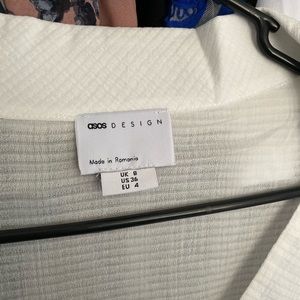 asos DESIGN
Made in Romania
UK 8
US 36
EU 4